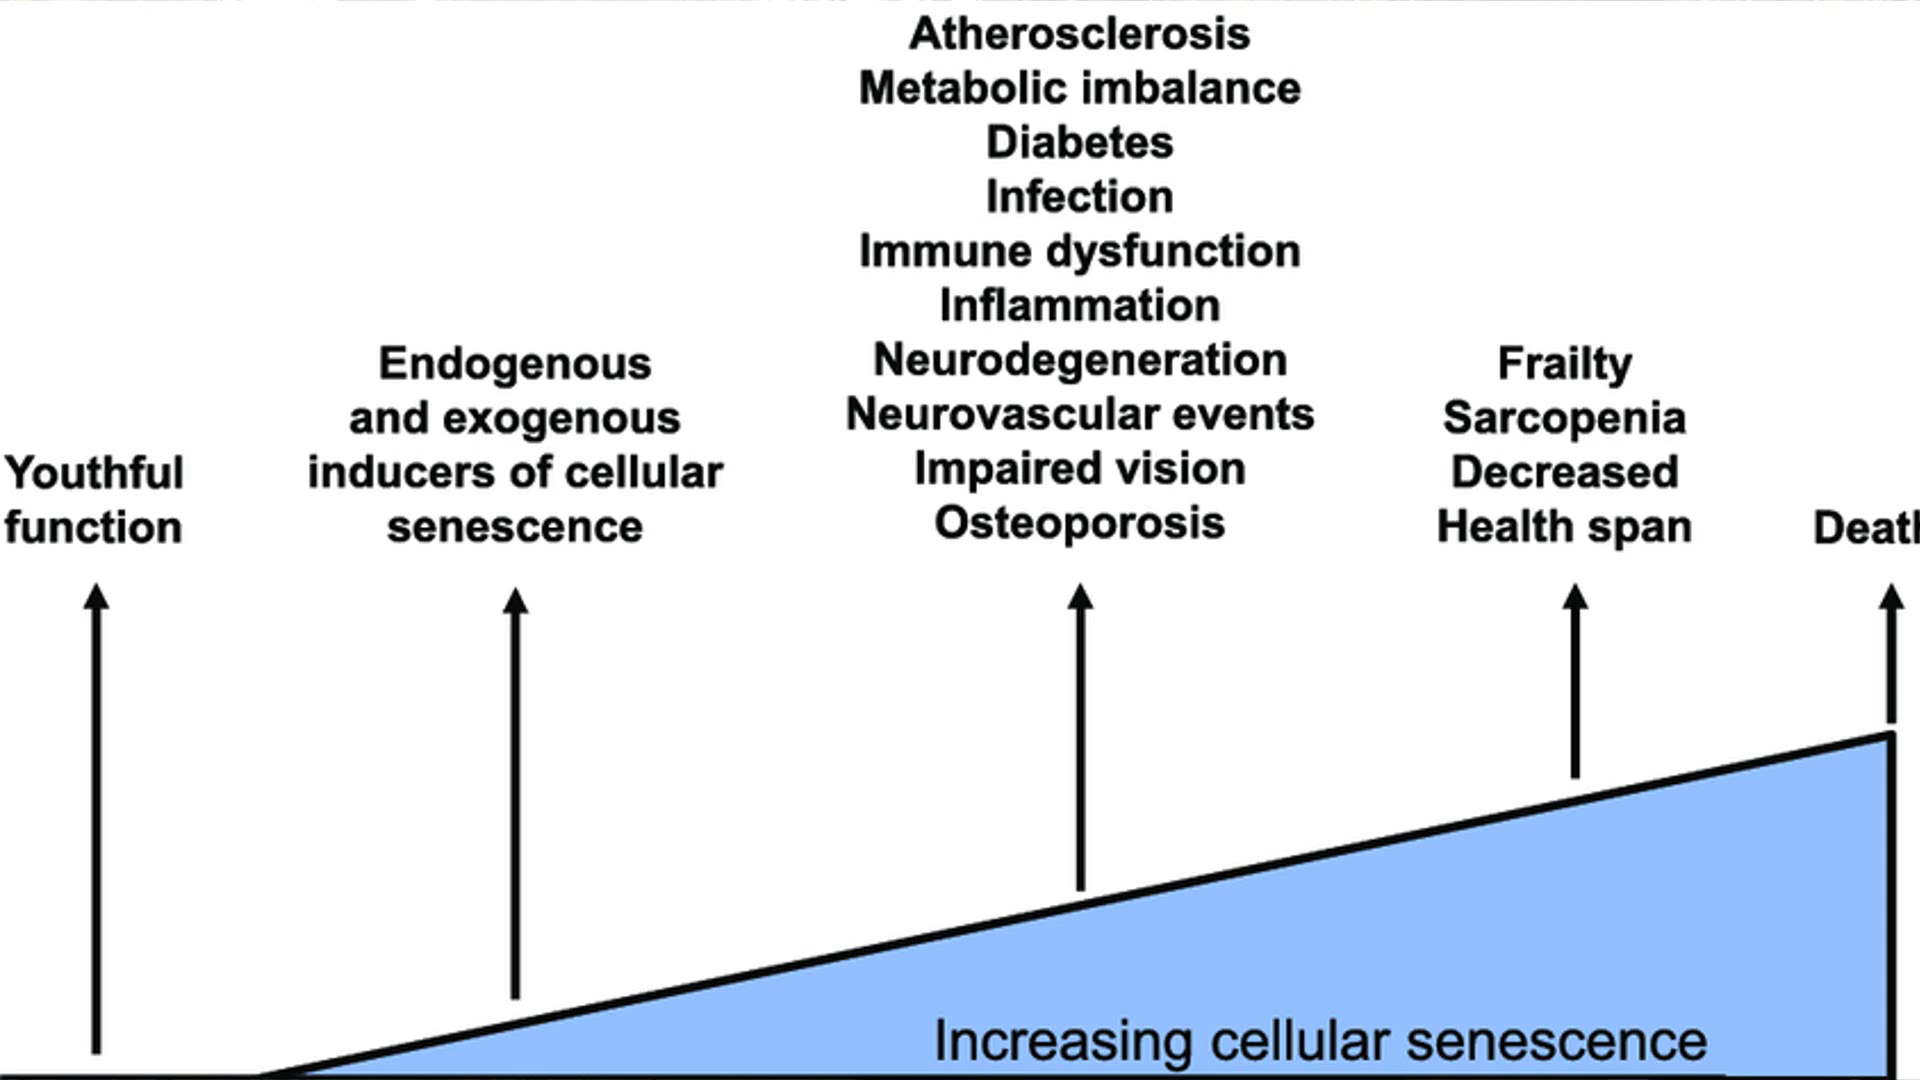 Youthful
function
Endogenous
and exogenous
inducers of cellular
senescence
Atherosclerosis
Metabolic imbalance
Diabetes
Infection
Immune dysfunction
Inflammation
Neurodegeneration
Neurovascular events
Impaired vision
Osteoporosis
Frailty
Sarcopenia
Decreased
Health span
Death
Increasing cellular senescence